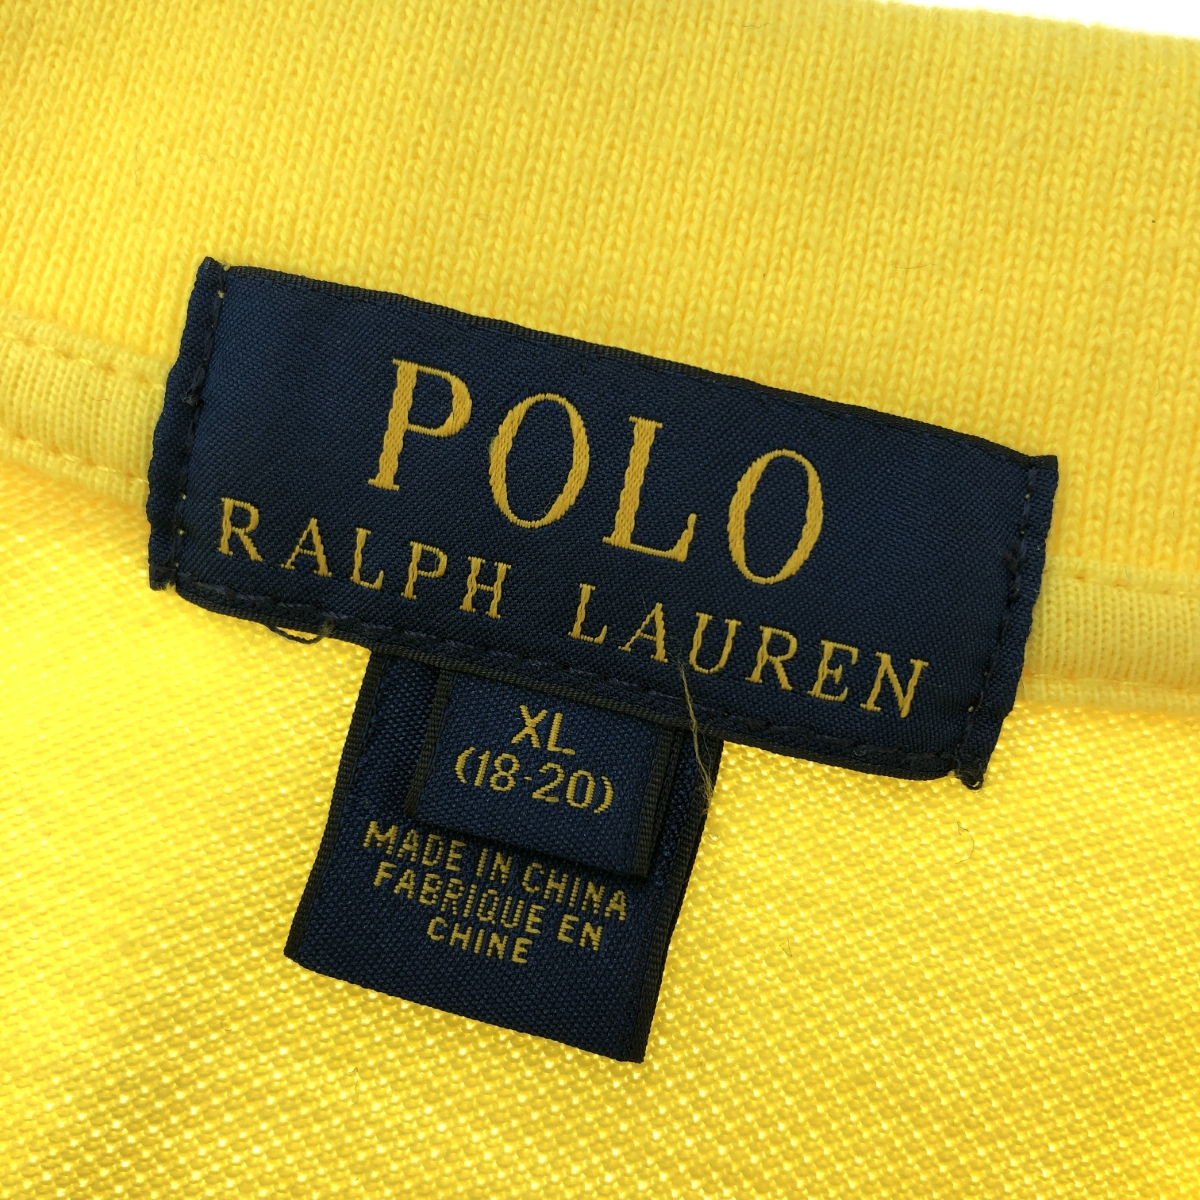 POLO
RALPH LAUREN
XL
(18-20)
MADE IN CHINA
FABRIQUE EN
CHINE